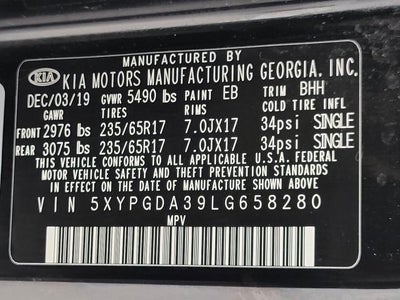 MANUFACTURED BY
KIA KIA MOTORS MANUFACTURING GEORGIA, INC.
DEC/03/19 GVWR 5490 lbs PAINT EB TRIM BHH
GAWR TIRES RIMS COLD TIRE INFL
FRONT 2976 lbs 235/65R17 7.0JX17 34psi SINGLE
REAR 3075 lbs 235/65R17 7.0JX17 34psi SINGLE
THIS VEHICLE CONFORMS TO ALL APPLICABLE U.S.A. FEDERAL
MOTOR VEHICLE SAFETY AND THEFT PREVENTION STANDARDS
IN EFFECT ON THE DATE OF MANUFACTURE SHOWN ABOVE.
VIN 5XYPGDA39LG658280
MPV